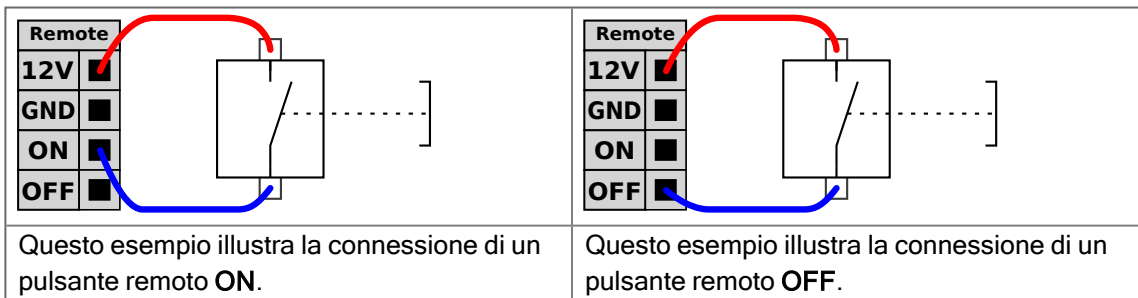 Remote
12V
GND
ON
OFF
Questo esempio illustra la connessione di un
pulsante remoto ON.
Remote
12V
GND
ON
OFF
Questo esempio illustra la connessione di un
pulsante remoto OFF.